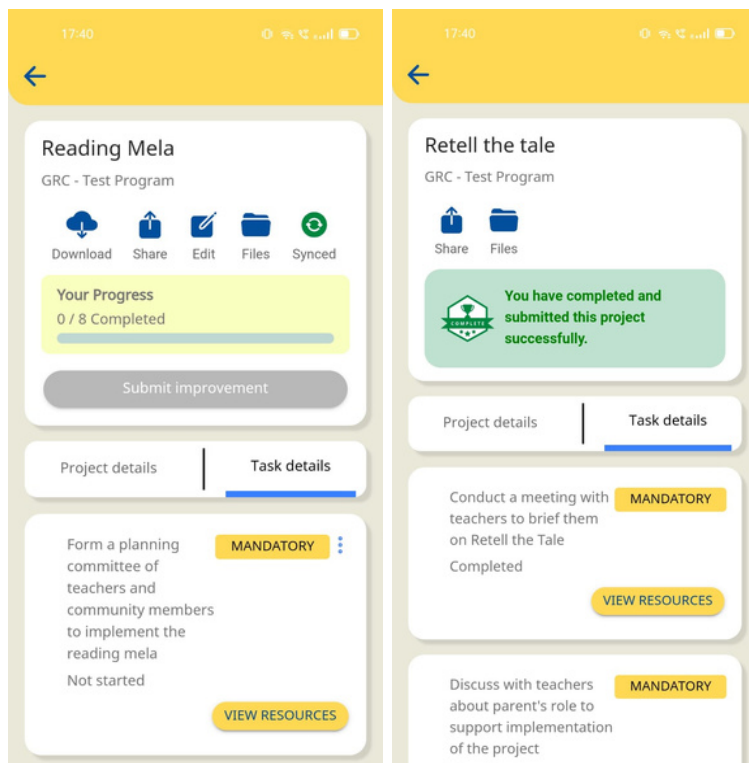 17:40
Reading Mela
GRC - Test Program
Download Share Edit Files Synced
Your Progress
0 / 8 Completed
Submit improvement
Project details Task details
Form a planning
committee of
teachers and
community members
to implement the
reading mela
MANDATORY
Not started
VIEW RESOURCES
17:40
Retell the tale
GRC - Test Program
Share Files
COMPLETE
You have completed and
submitted this project
successfully.
Project details Task details
Conduct a meeting with
teachers to brief them
on Retell the Tale
MANDATORY
Completed
VIEW RESOURCES
Discuss with teachers
about parent's role to
support implementation
of the project
MANDATORY